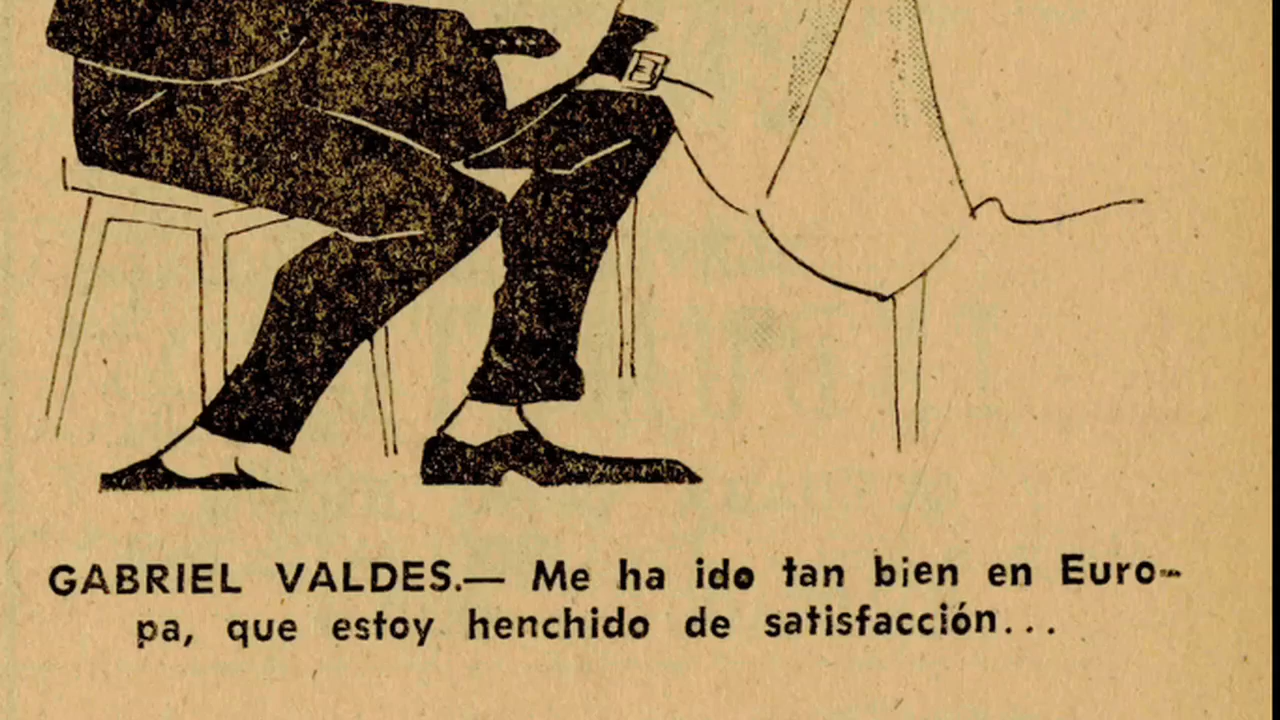 GABRIEL VALDES.— Me ha ido tan bien en Euro-
pa, que estoy henchido de satisfacción...